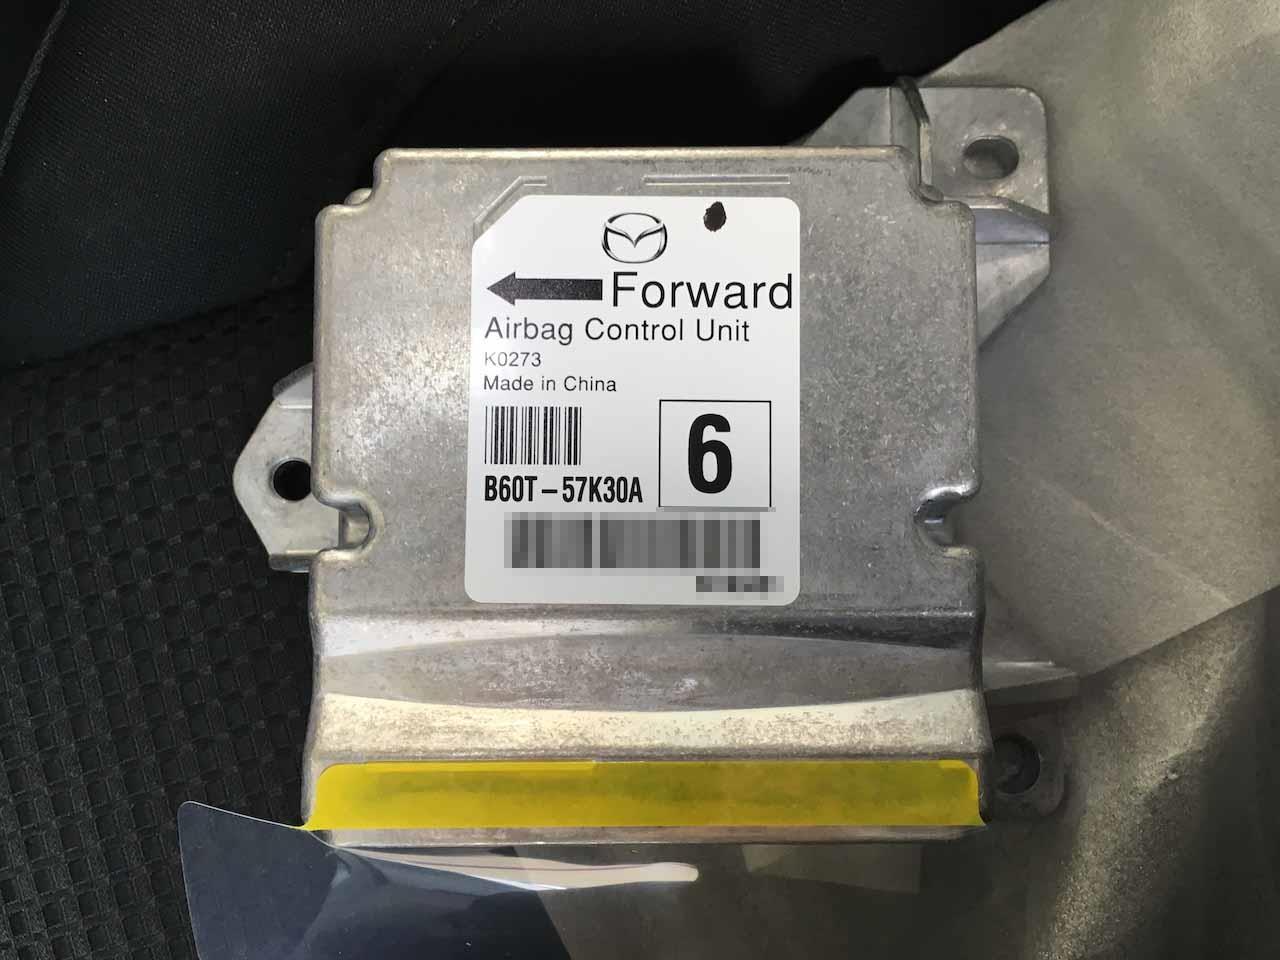 Forward
Airbag Control Unit
K0273
Made in China
6
B60T-57K30A